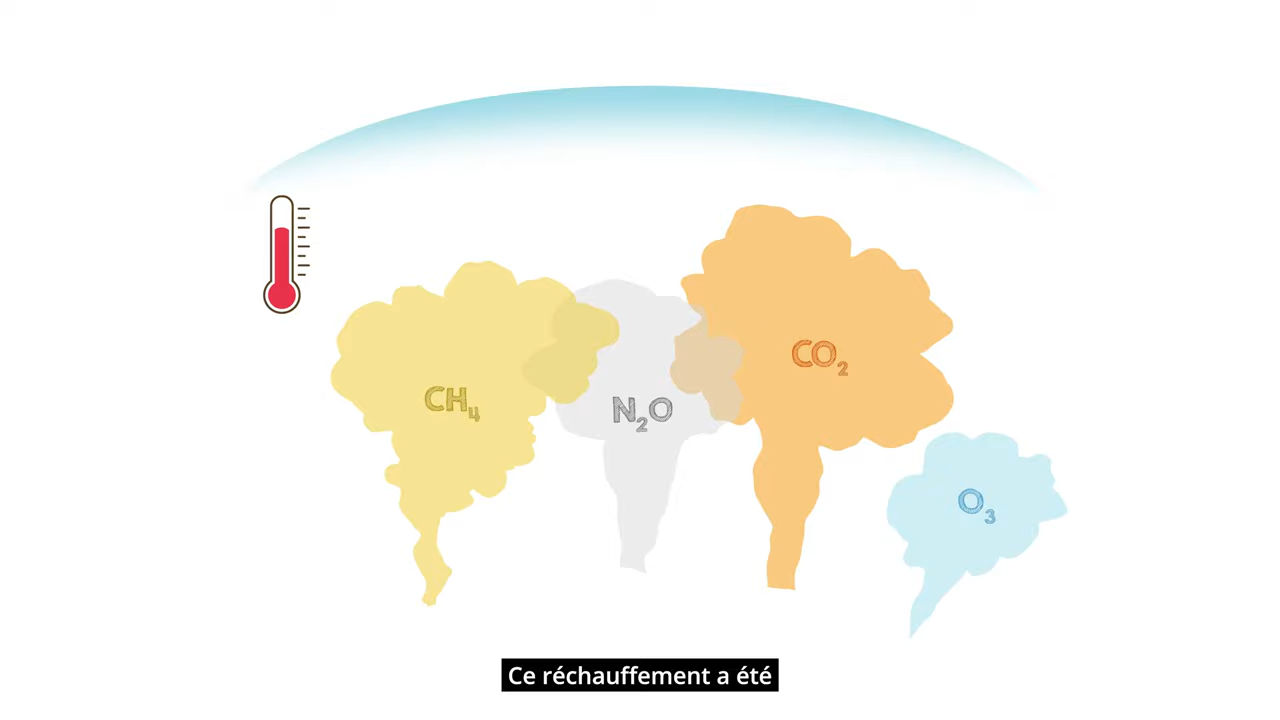 CH₄
N₂O
CO₂
O₃
Ce réchauffement a été